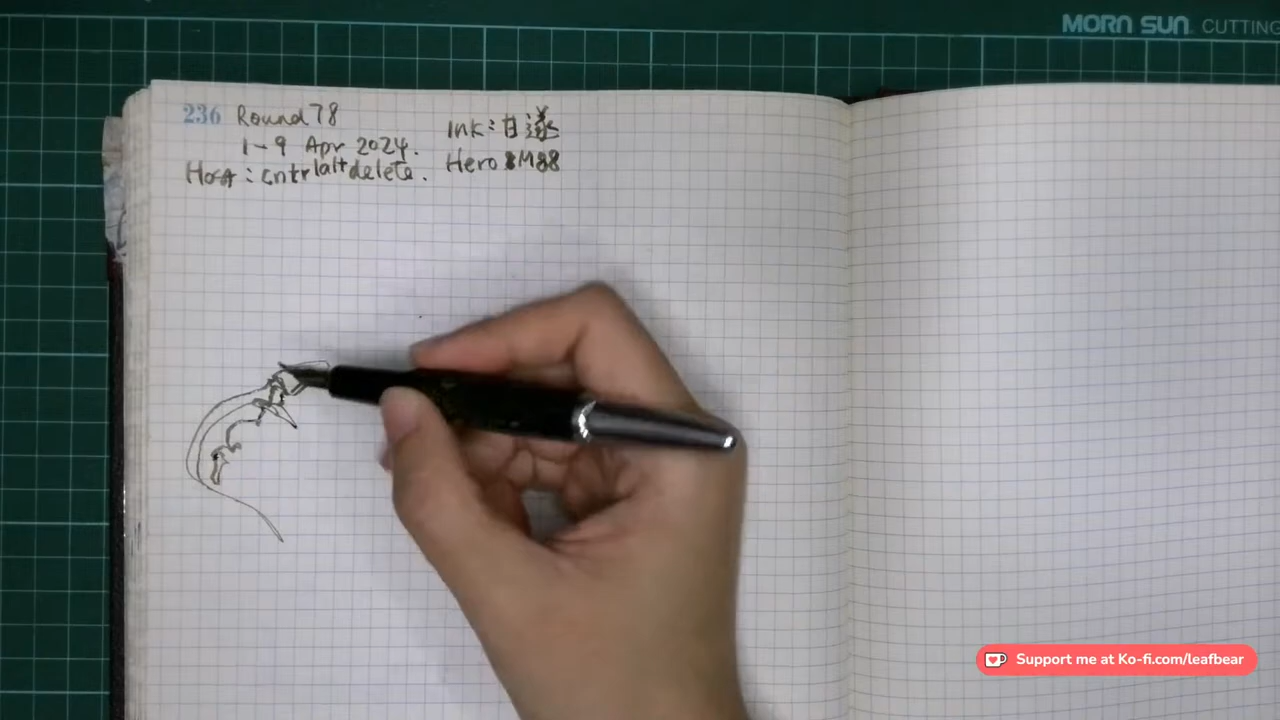 MORN SUN CUTTING
236 Round 78
1-9 Apr 2024.
Host: cntrlaltdelete.
Ink: 甘遂
Hero M88
Support me at Ko-fi.com/leafbear